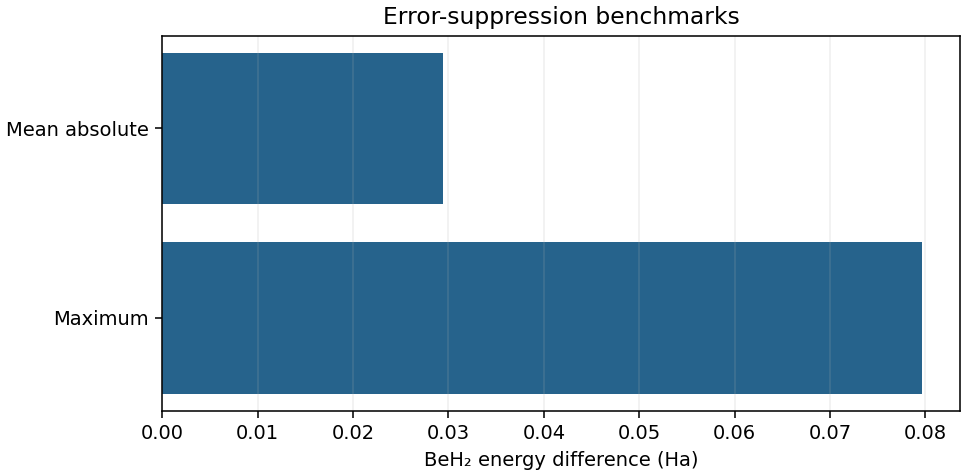 Error-suppression benchmarks
Mean absolute
Maximum
0.00 0.01 0.02 0.03 0.04 0.05 0.06 0.07 0.08
BeH₂ energy difference (Ha)